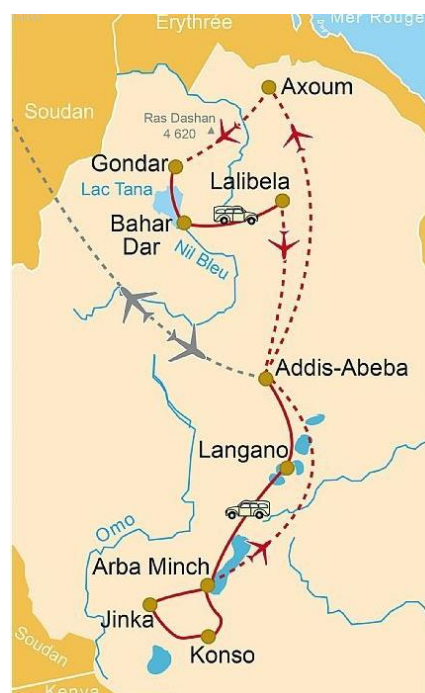 Érythrée
Mer Rouge
Axoum
Soudan
Ras Dashan
4 620
Gondar
Lalibela
Lac Tana
Bahar
Dar
Nil Bleu
Addis-Abeba
Langano
Omo
Arba Minch
Jinka
Konso
Soudan
Kenya